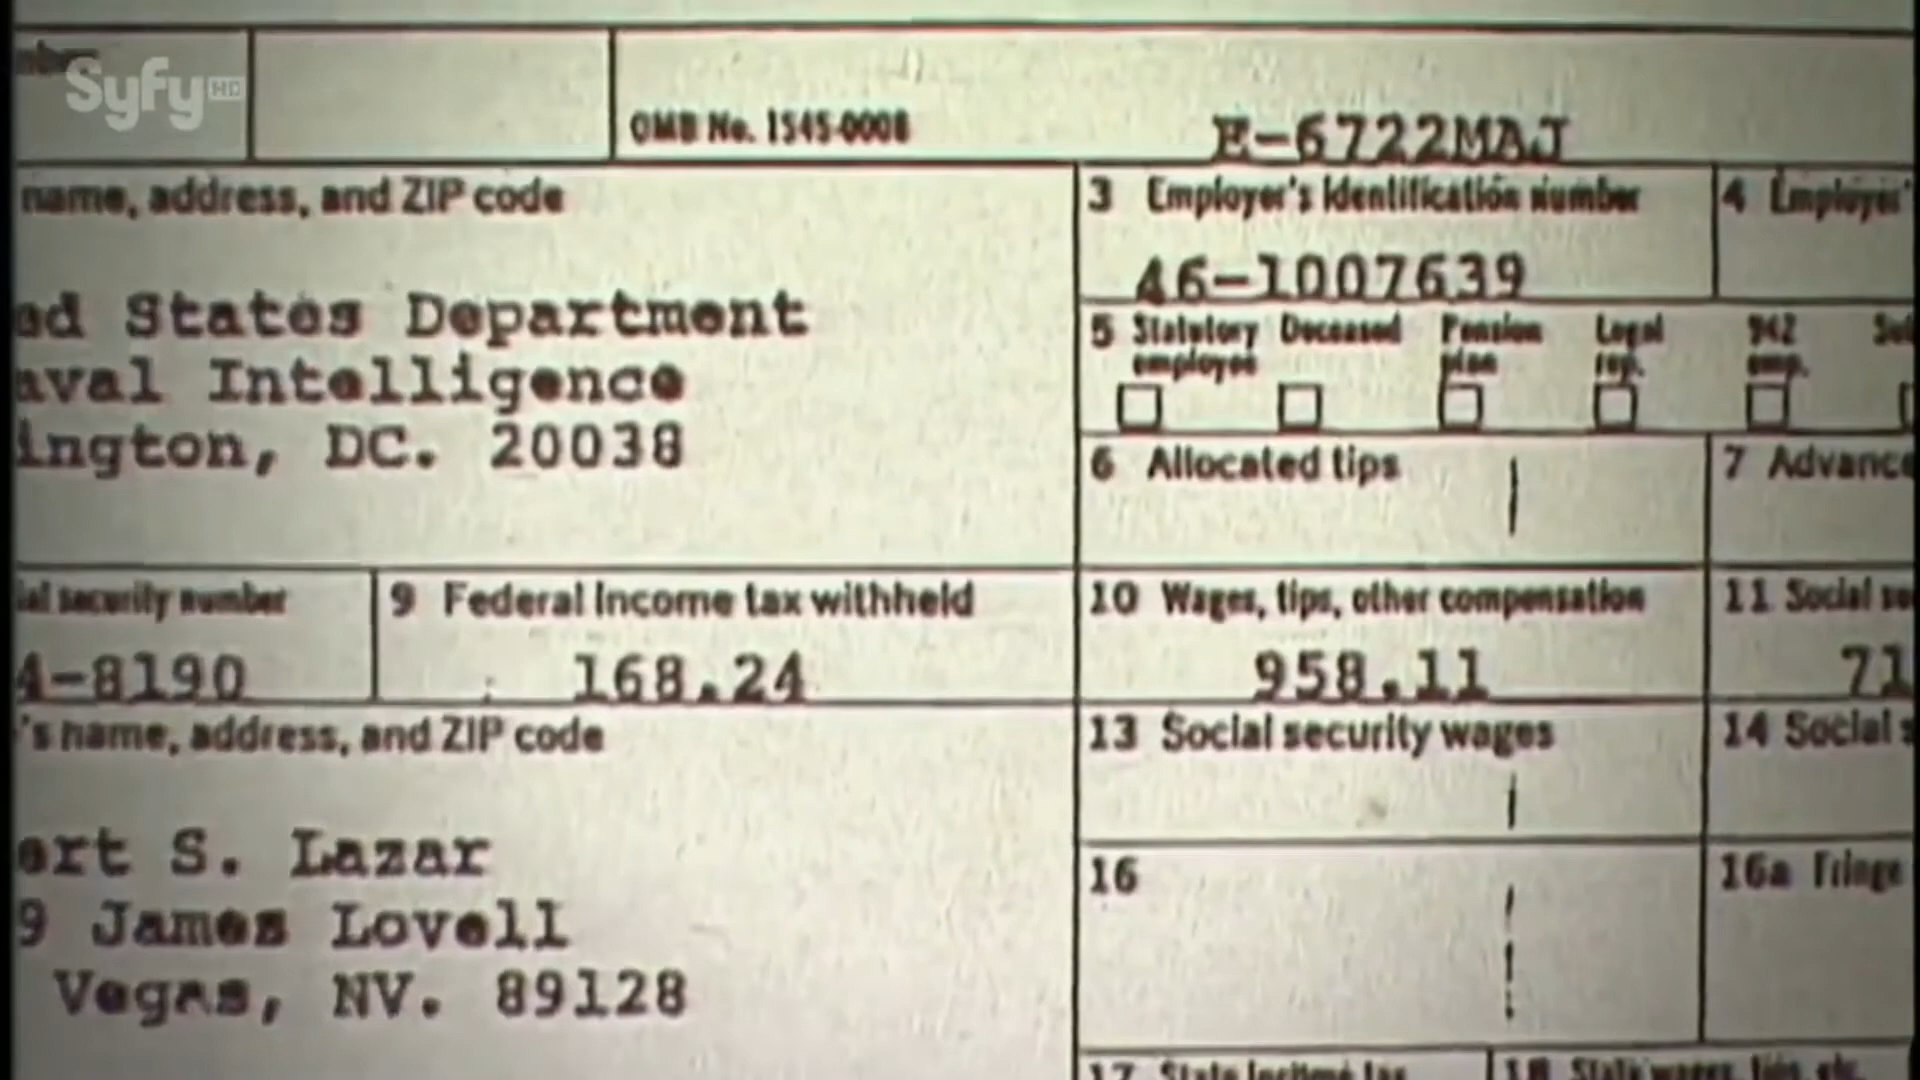 Syfy HD
OMB No. 1545-0008
E-6722MAJ
name, address, and ZIP code
3 Employer's identification number
4 Employer'
46-1007639
ed States Department
aval Intelligence
ington, DC. 20038
5 Statutory employee Deceased Pension plan Legal rep. 942 emp.
6 Allocated tips
7 Advance
ial security number
9 Federal income tax withheld
10 Wages, tips, other compensation
11 Social se
4-8190
168.24
958.11
71
's name, address, and ZIP code
13 Social security wages
14 Social s
ert S. Lazar
9 James Lovell
Vegas, NV. 89128
16
16a Fringe
17 State income tax
18 State wages, tips, etc.